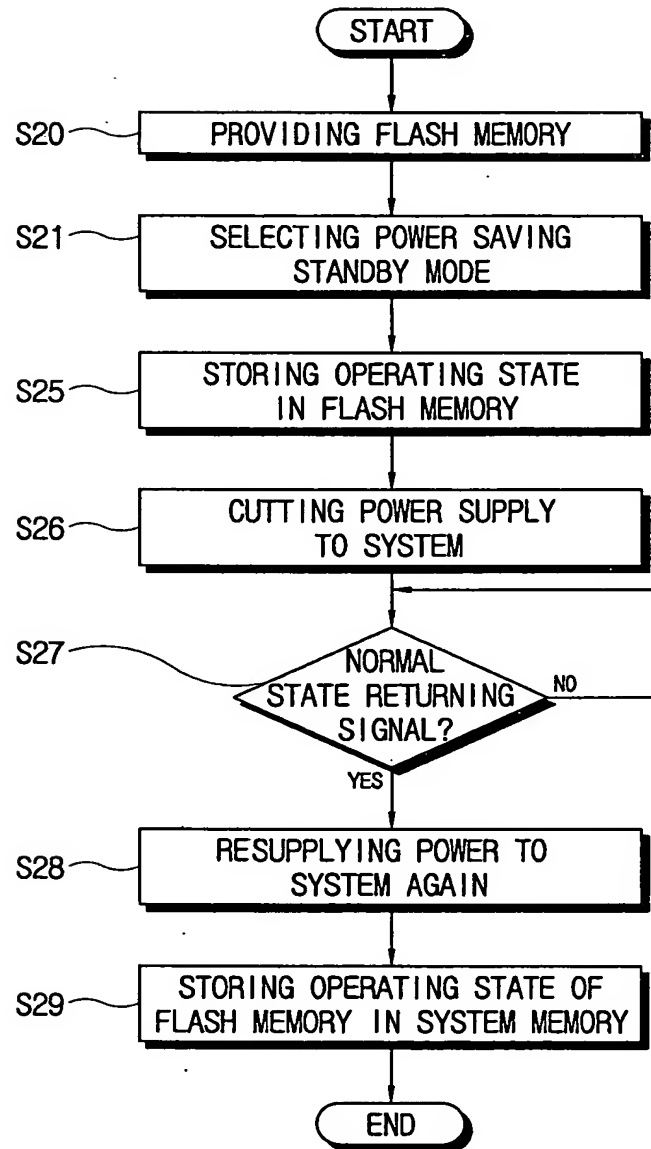 START
S20
PROVIDING FLASH MEMORY
S21
SELECTING POWER SAVING
STANDBY MODE
S25
STORING OPERATING STATE
IN FLASH MEMORY
S26
CUTTING POWER SUPPLY
TO SYSTEM
S27
NORMAL
STATE RETURNING
SIGNAL?
NO
YES
S28
RESUPPLYING POWER TO
SYSTEM AGAIN
S29
STORING OPERATING STATE OF
FLASH MEMORY IN SYSTEM MEMORY
END